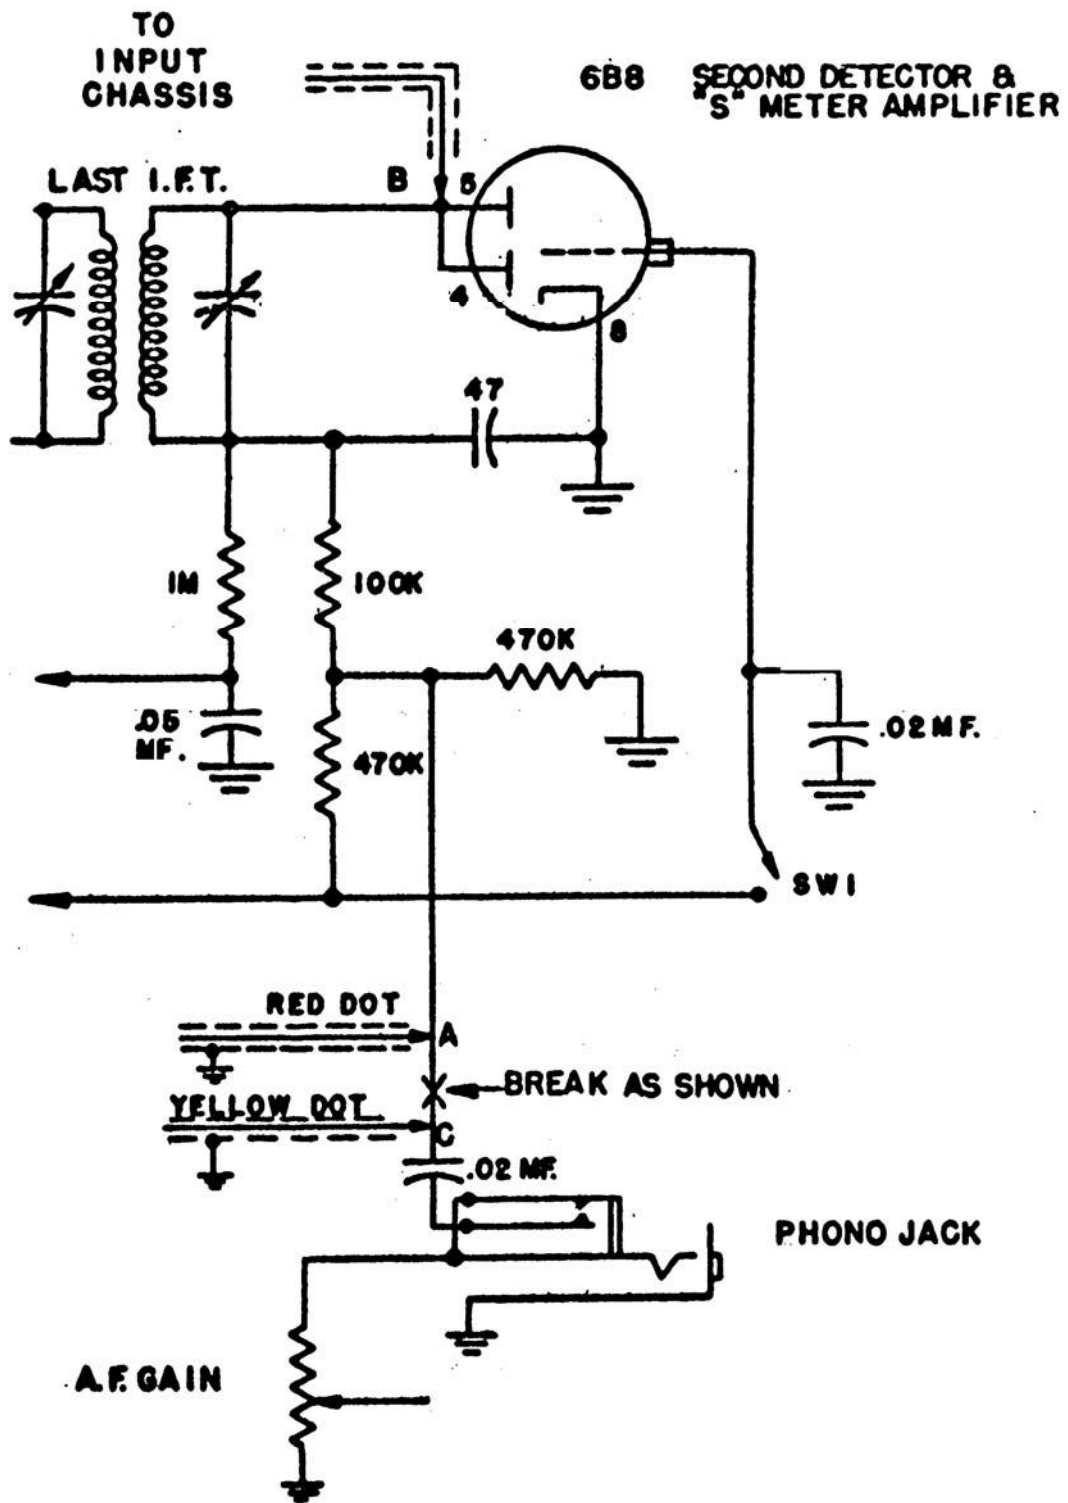 TO
INPUT
CHASSIS
6B8 SECOND DETECTOR &
"S" METER AMPLIFIER
LAST I.F.T.
B 5
4
8
47
1M
100K
470K
.05
MF.
470K
.02 MF.
SW1
RED DOT
A
BREAK AS SHOWN
YELLOW DOT
C
.02 MF.
PHONO JACK
A.F. GAIN